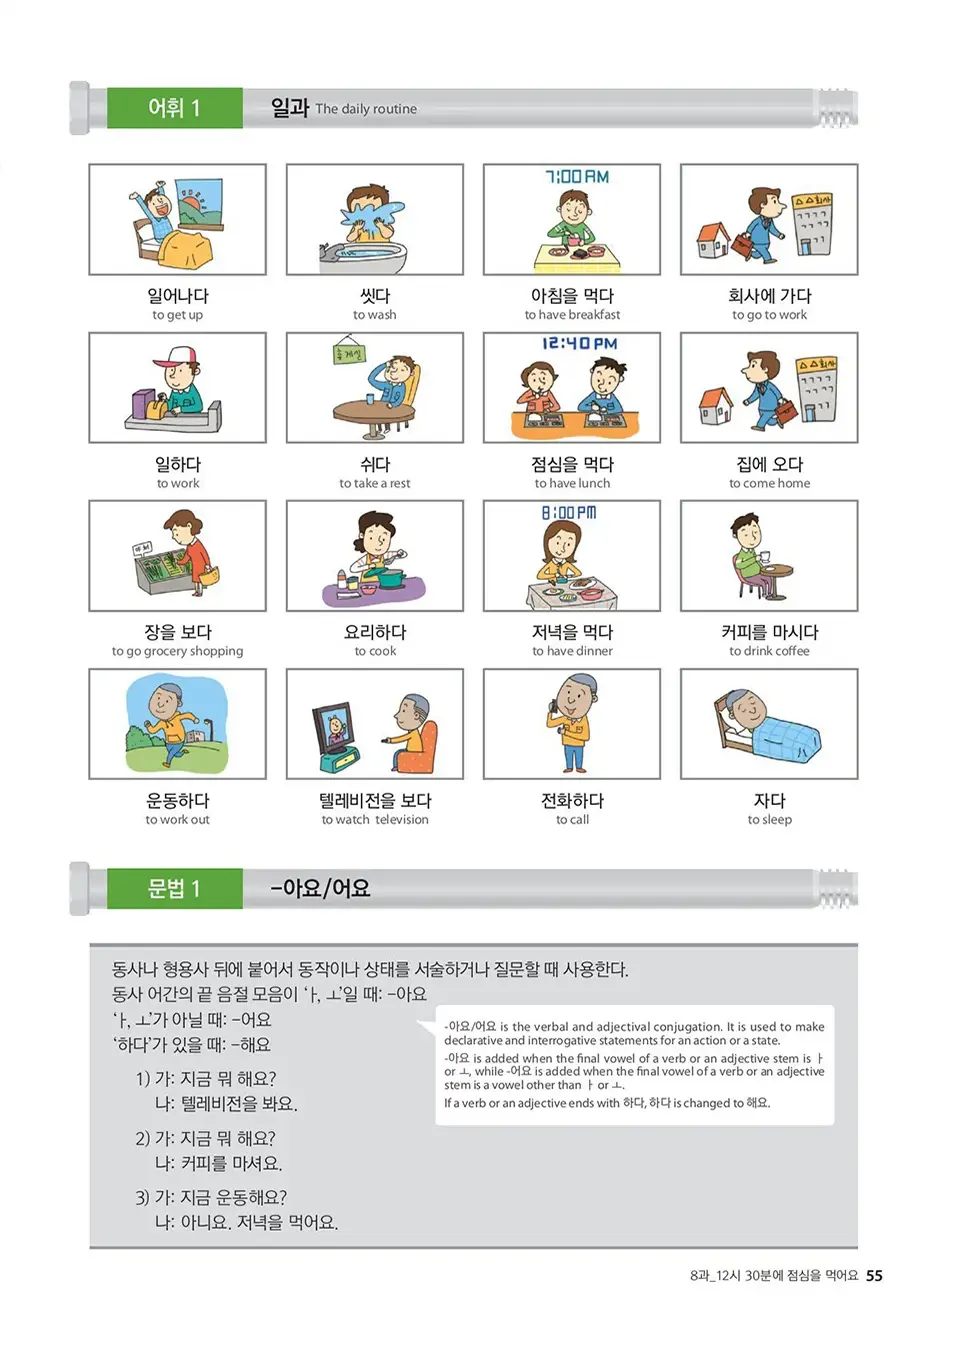 어휘 1 일과 The daily routine
7:00 AM
△△회사
일어나다 씻다 아침을 먹다 회사에 가다
to get up to wash to have breakfast to go to work
휴게실
12:40 PM
△△회사
일하다 쉬다 점심을 먹다 집에 오다
to work to take a rest to have lunch to come home
야채
8:00 PM
장을 보다 요리하다 저녁을 먹다 커피를 마시다
to go grocery shopping to cook to have dinner to drink coffee
운동하다 텔레비전을 보다 전화하다 자다
to work out to watch television to call to sleep
문법 1 -아요/어요
동사나 형용사 뒤에 붙어서 동작이나 상태를 서술하거나 질문할 때 사용한다.
동사 어간의 끝 음절 모음이 ‘ㅏ, ㅗ’일 때: -아요
‘ㅏ, ㅗ’가 아닐 때: -어요
‘하다’가 있을 때: -해요
-아요/어요 is the verbal and adjectival conjugation. It is used to make
declarative and interrogative statements for an action or a state.
-아요 is added when the final vowel of a verb or an adjective stem is ㅏ
or ㅗ, while -어요 is added when the final vowel of a verb or an adjective
stem is a vowel other than ㅏ or ㅗ.
If a verb or an adjective ends with 하다, 하다 is changed to 해요.
1) 가: 지금 뭐 해요?
나: 텔레비전을 봐요.
2) 가: 지금 뭐 해요?
나: 커피를 마셔요.
3) 가: 지금 운동해요?
나: 아니요. 저녁을 먹어요.
8과_12시 30분에 점심을 먹어요 55